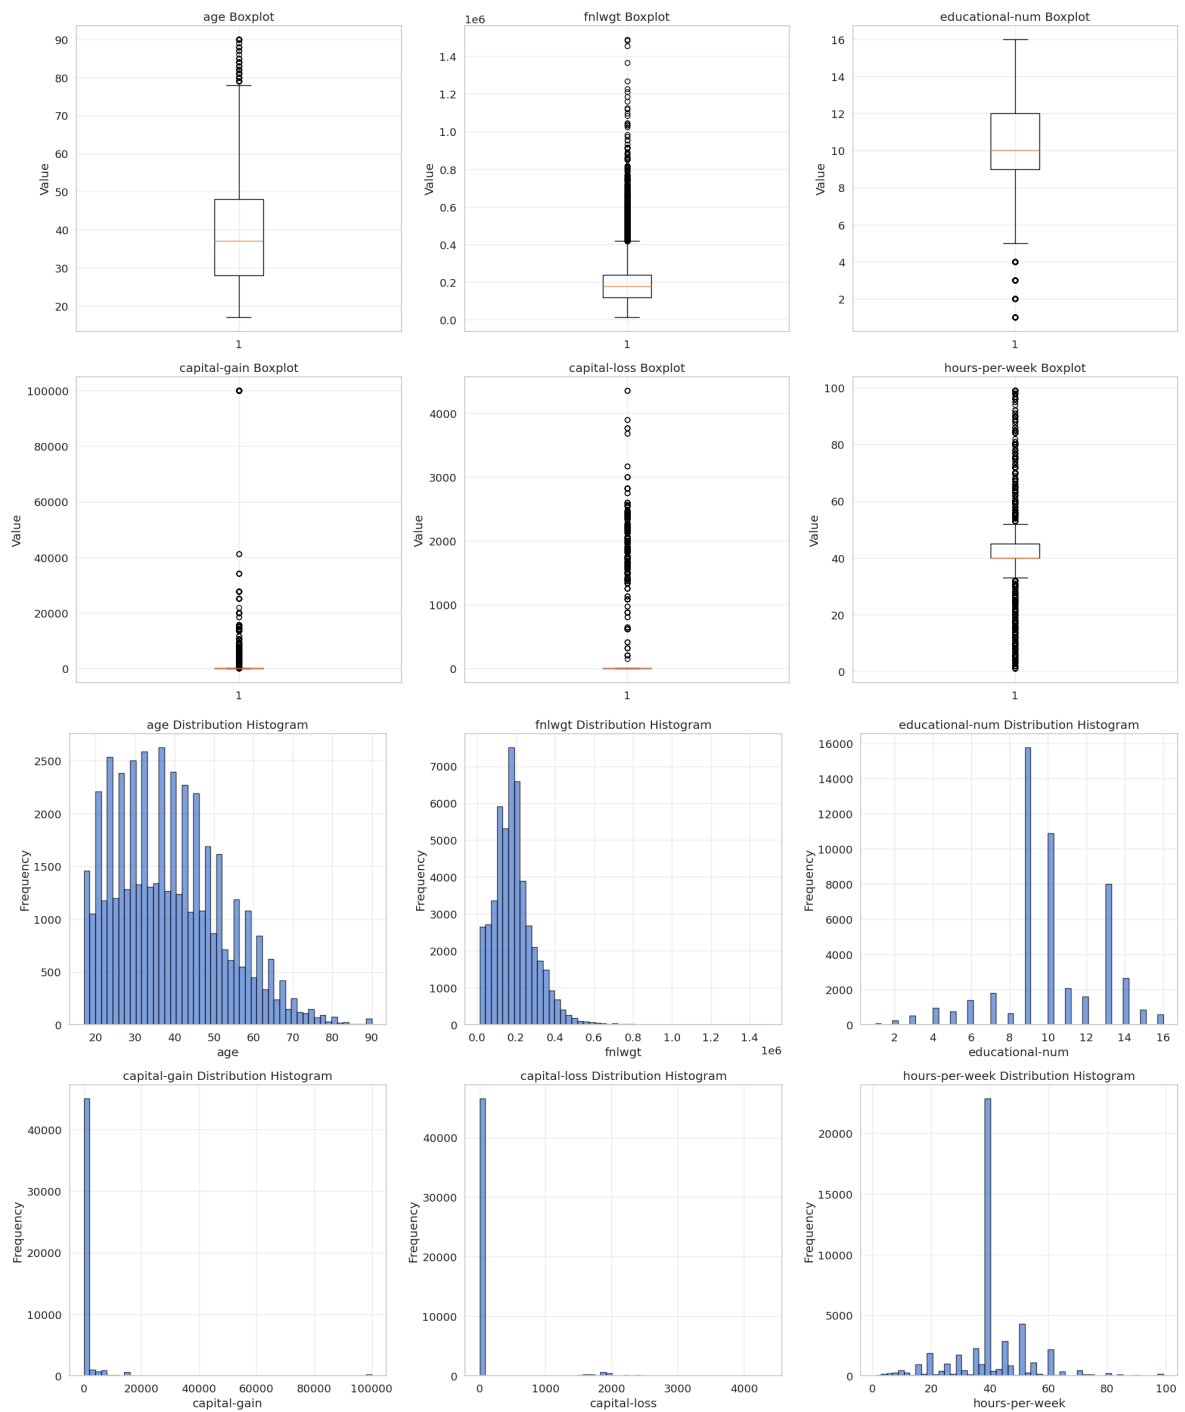 age Boxplot
90
80
70
60
50
40
30
20
Value
1
fnlwgt Boxplot
1e6
1.4
1.2
1.0
0.8
0.6
0.4
0.2
0.0
Value
1
educational-num Boxplot
16
14
12
10
8
6
4
2
Value
1
capital-gain Boxplot
100000
80000
60000
40000
20000
0
Value
1
capital-loss Boxplot
4000
3000
2000
1000
0
Value
1
hours-per-week Boxplot
100
80
60
40
20
0
Value
1
age Distribution Histogram
2500
2000
1500
1000
500
0
Frequency
20 30 40 50 60 70 80 90
age
fnlwgt Distribution Histogram
7000
6000
5000
4000
3000
2000
1000
0
Frequency
0.0 0.2 0.4 0.6 0.8 1.0 1.2 1.4
1e6
fnlwgt
educational-num Distribution Histogram
16000
14000
12000
10000
8000
6000
4000
2000
0
Frequency
2 4 6 8 10 12 14 16
educational-num
capital-gain Distribution Histogram
40000
30000
20000
10000
0
Frequency
0 20000 40000 60000 80000 100000
capital-gain
capital-loss Distribution Histogram
40000
30000
20000
10000
0
Frequency
0 1000 2000 3000 4000
capital-loss
hours-per-week Distribution Histogram
20000
15000
10000
5000
0
Frequency
0 20 40 60 80 100
hours-per-week